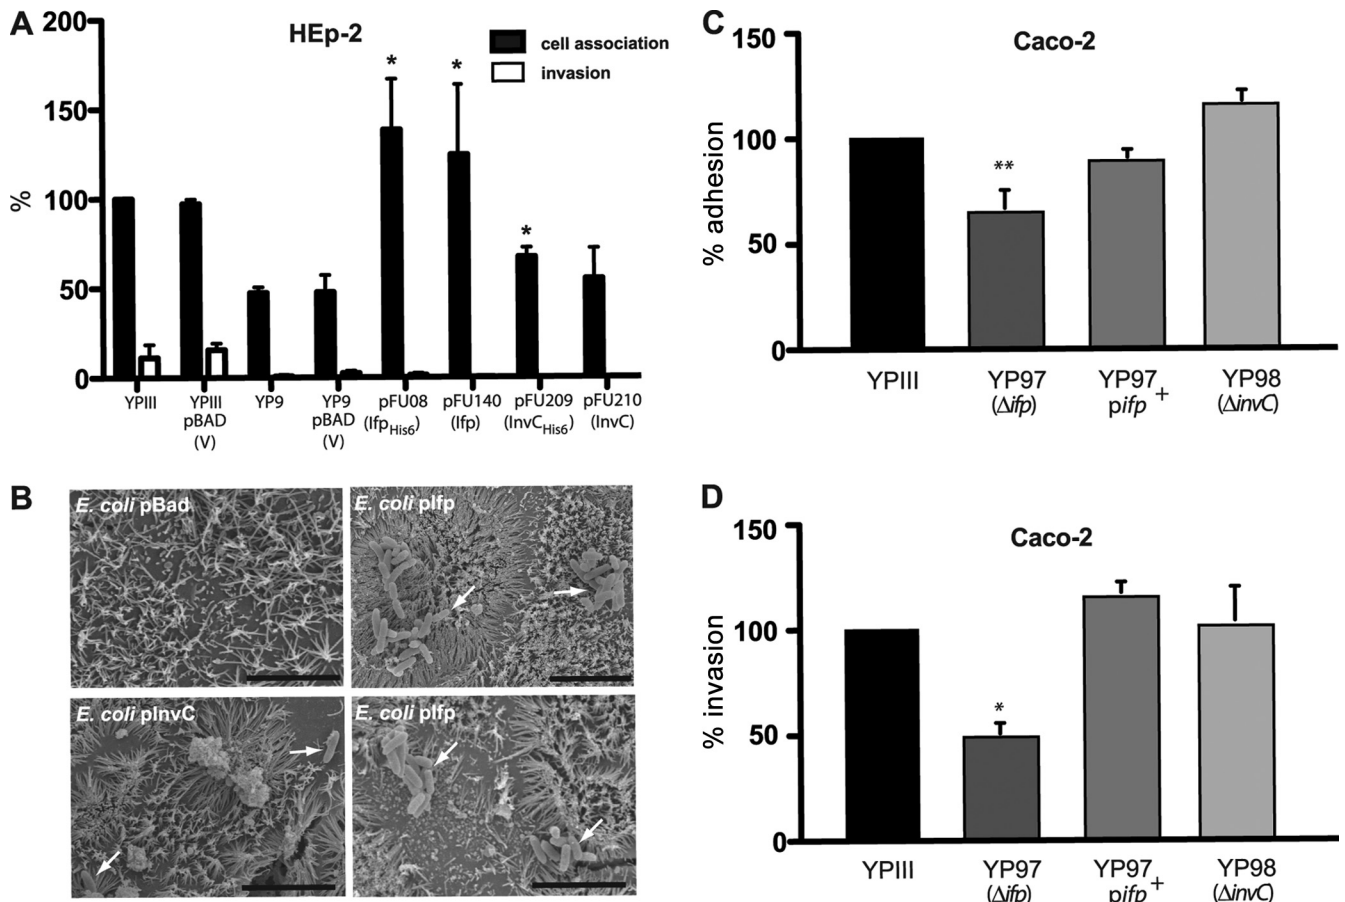 A
HEp-2
cell association
invasion
200
150
100
50
0
%
*
*
*
YPIII
YPIII
pBAD
(V)
YP9
YP9
pBAD
(V)
pFU08
(IfpHis6)
pFU140
(Ifp)
pFU209
(InvCHis6)
pFU210
(InvC)
B
E. coli pBad
E. coli pIfp
E. coli pInvC
E. coli pIfp
C
Caco-2
150
100
50
0
% adhesion
**
YPIII
YP97
(Δifp)
YP97
pifp+
YP98
(ΔinvC)
D
Caco-2
150
100
50
0
% invasion
*
YPIII
YP97
(Δifp)
YP97
pifp+
YP98
(ΔinvC)